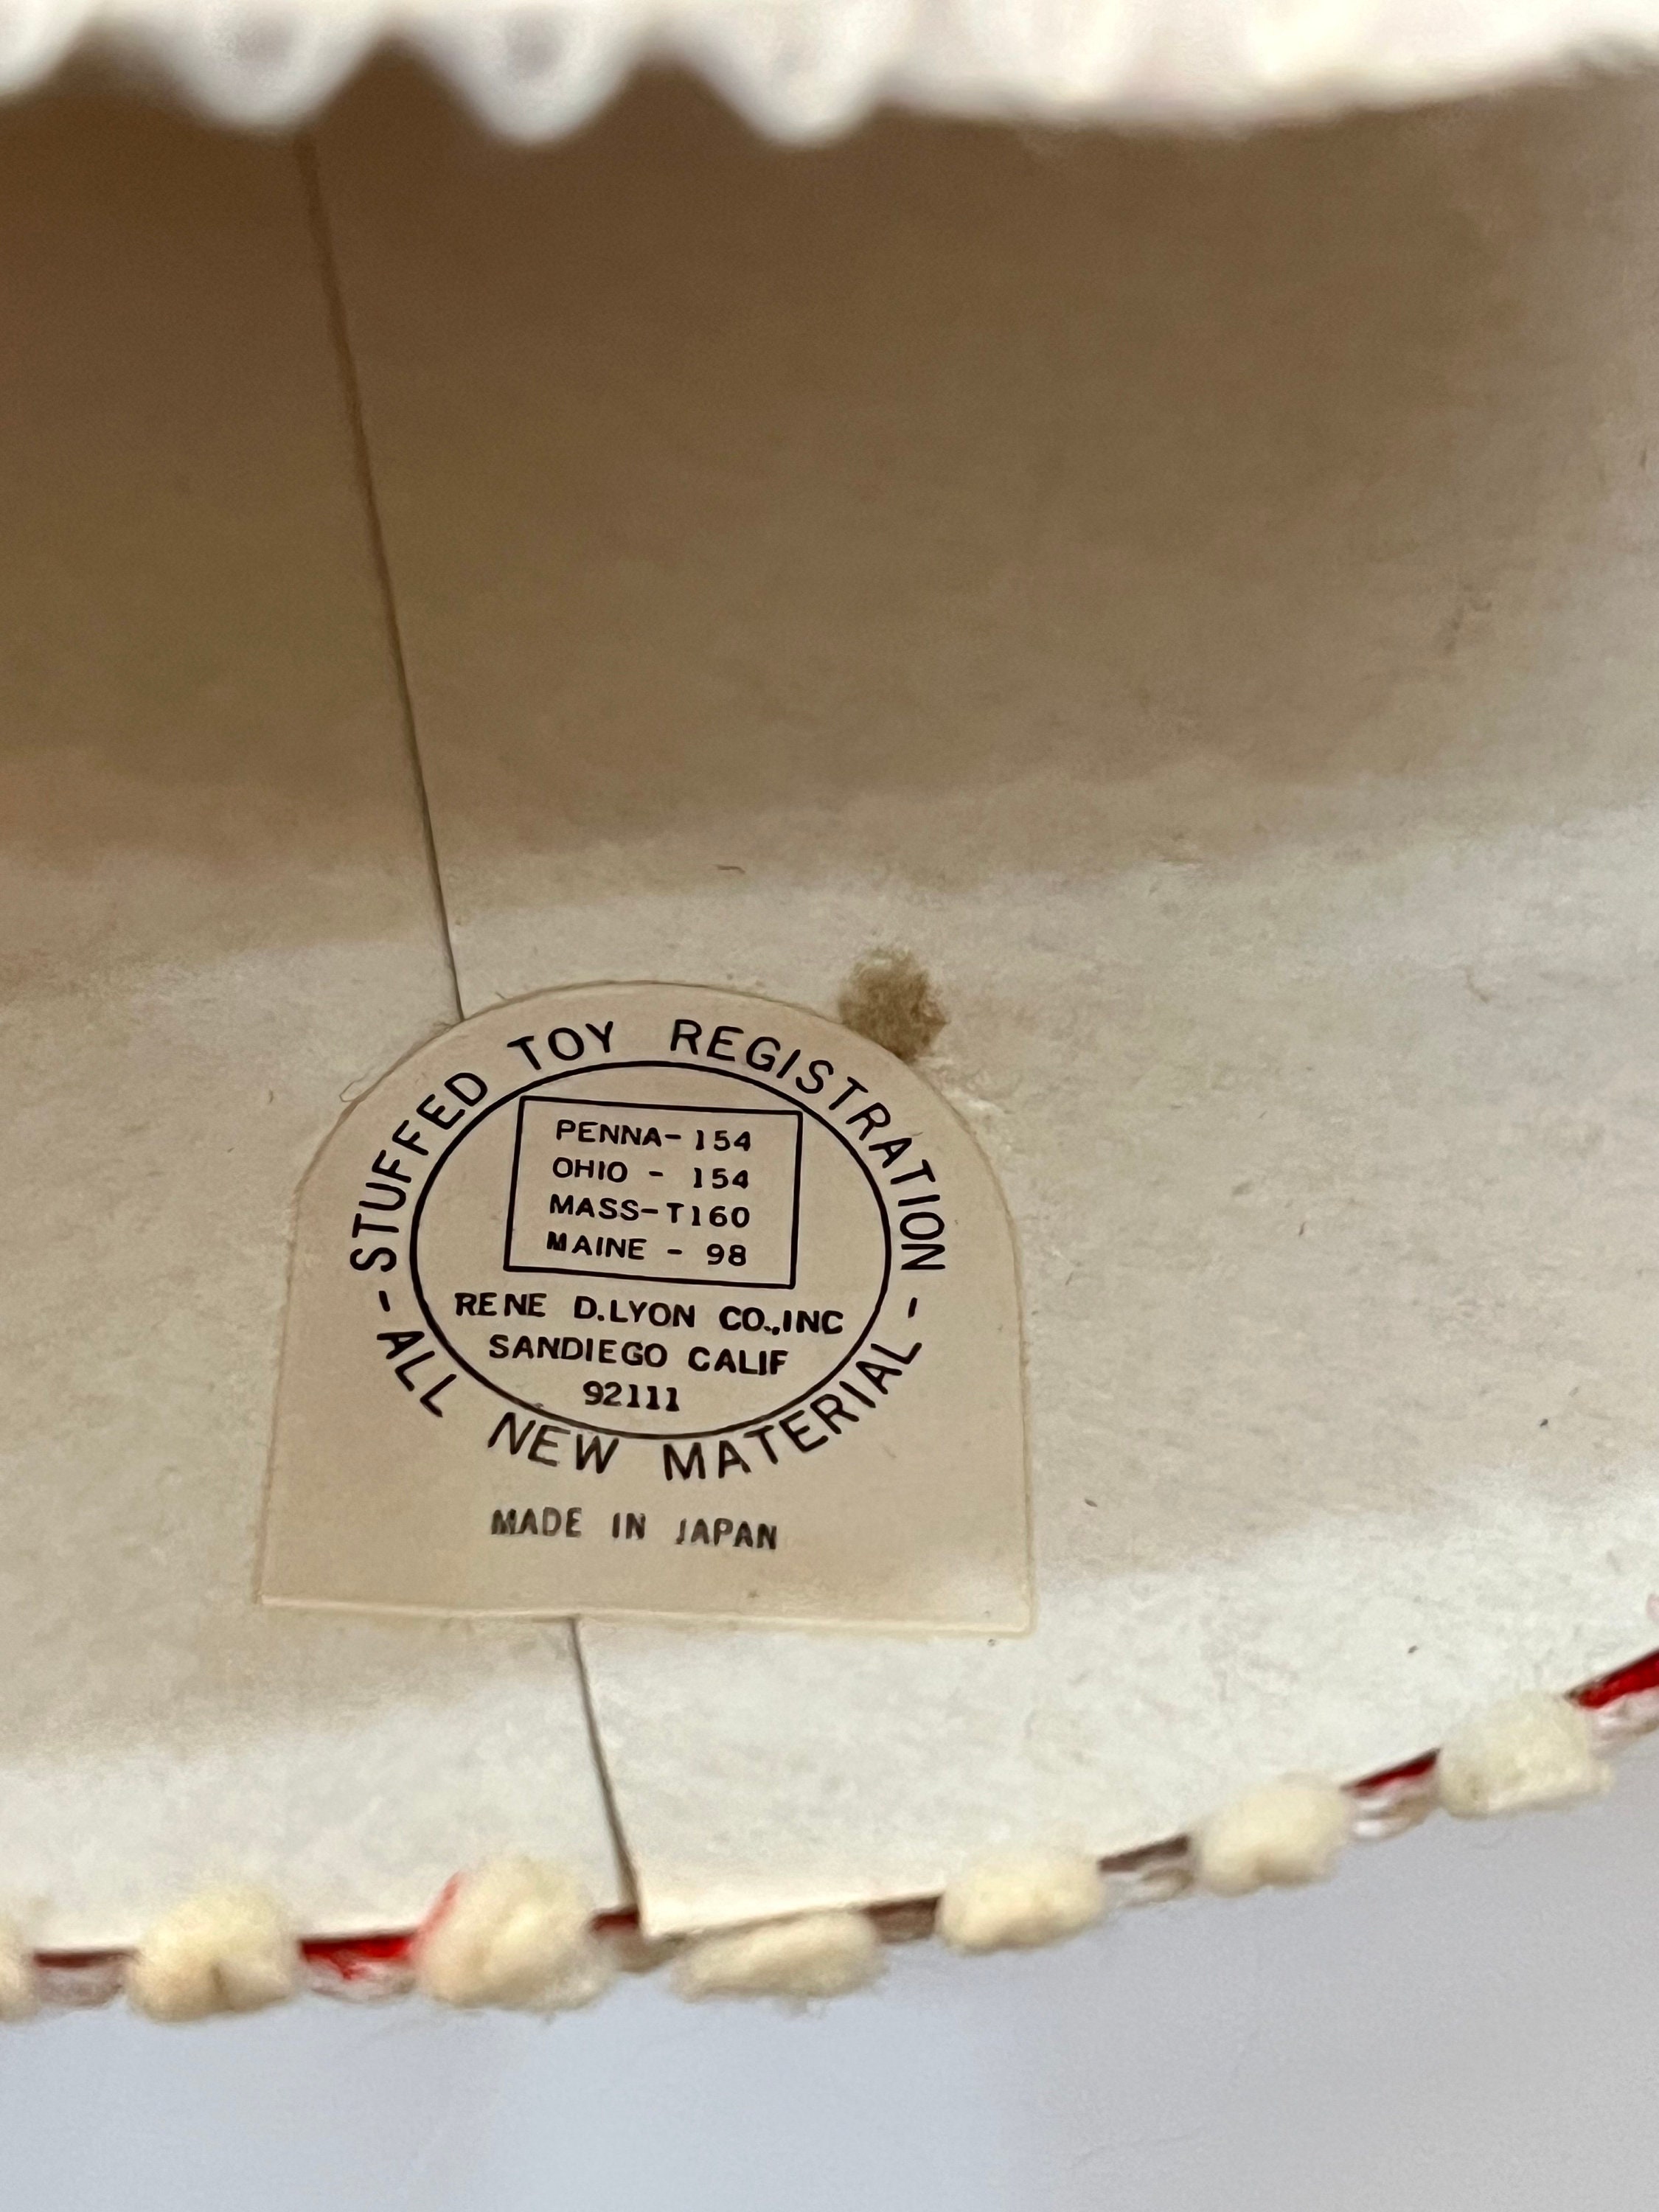 -STUFFED TOY REGISTRATION-
PENNA- 154
OHIO - 154
MASS-T160
MAINE - 98
RENE D.LYON CO.,INC
SANDIEGO CALIF
92111
ALL NEW MATERIAL
MADE IN JAPAN